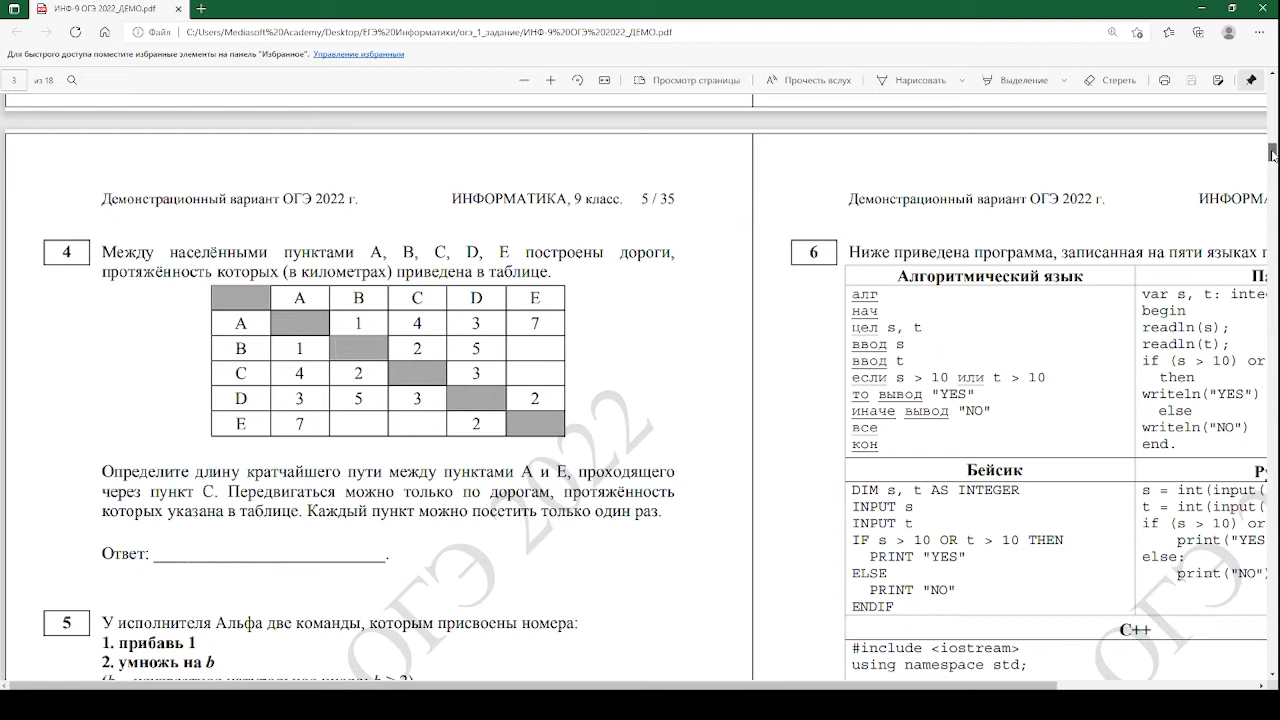 ИНФ-9 ОГЭ 2022_ДЕМО.pdf
Файл C:/Users/Mediasoft%20Academy/Desktop/ЕГЭ%20Информатики/огэ_1_задание/ИНФ-9%20ОГЭ%202022_ДЕМО.pdf
Для быстрого доступа поместите избранные элементы на панель "Избранное". Управление избранным
3 из 18 Просмотр страницы Прочесть вслух Нарисовать Выделение Стереть
Демонстрационный вариант ОГЭ 2022 г. ИНФОРМАТИКА, 9 класс. 5 / 35
4 Между населёнными пунктами A, B, C, D, E построены дороги,
протяжённость которых (в километрах) приведена в таблице.
A B C D E
A 1 4 3 7
B 1 2 5
C 4 2 3
D 3 5 3 2
E 7 2
Определите длину кратчайшего пути между пунктами A и E, проходящего
через пункт C. Передвигаться можно только по дорогам, протяжённость
которых указана в таблице. Каждый пункт можно посетить только один раз.
Ответ: ____________________________.
5 У исполнителя Альфа две команды, которым присвоены номера:
1. прибавь 1
2. умножь на b
ОГЭ 2022
Демонстрационный вариант ОГЭ 2022 г. ИНФОРМА
6 Ниже приведена программа, записанная на пяти языках п
Алгоритмический язык
алг
нач
цел s, t
ввод s
ввод t
если s > 10 или t > 10
то вывод "YES"
иначе вывод "NO"
все
кон
Па
var s, t: inte
begin
readln(s);
readln(t);
if (s > 10) or
then
writeln("YES")
else
writeln("NO")
end.
Бейсик
DIM s, t AS INTEGER
INPUT s
INPUT t
IF s > 10 OR t > 10 THEN
PRINT "YES"
ELSE
PRINT "NO"
ENDIF
s = int(input(
t = int(input(
if (s > 10) or
print("YES
else:
print("NO"
C++
#include <iostream>
using namespace std;